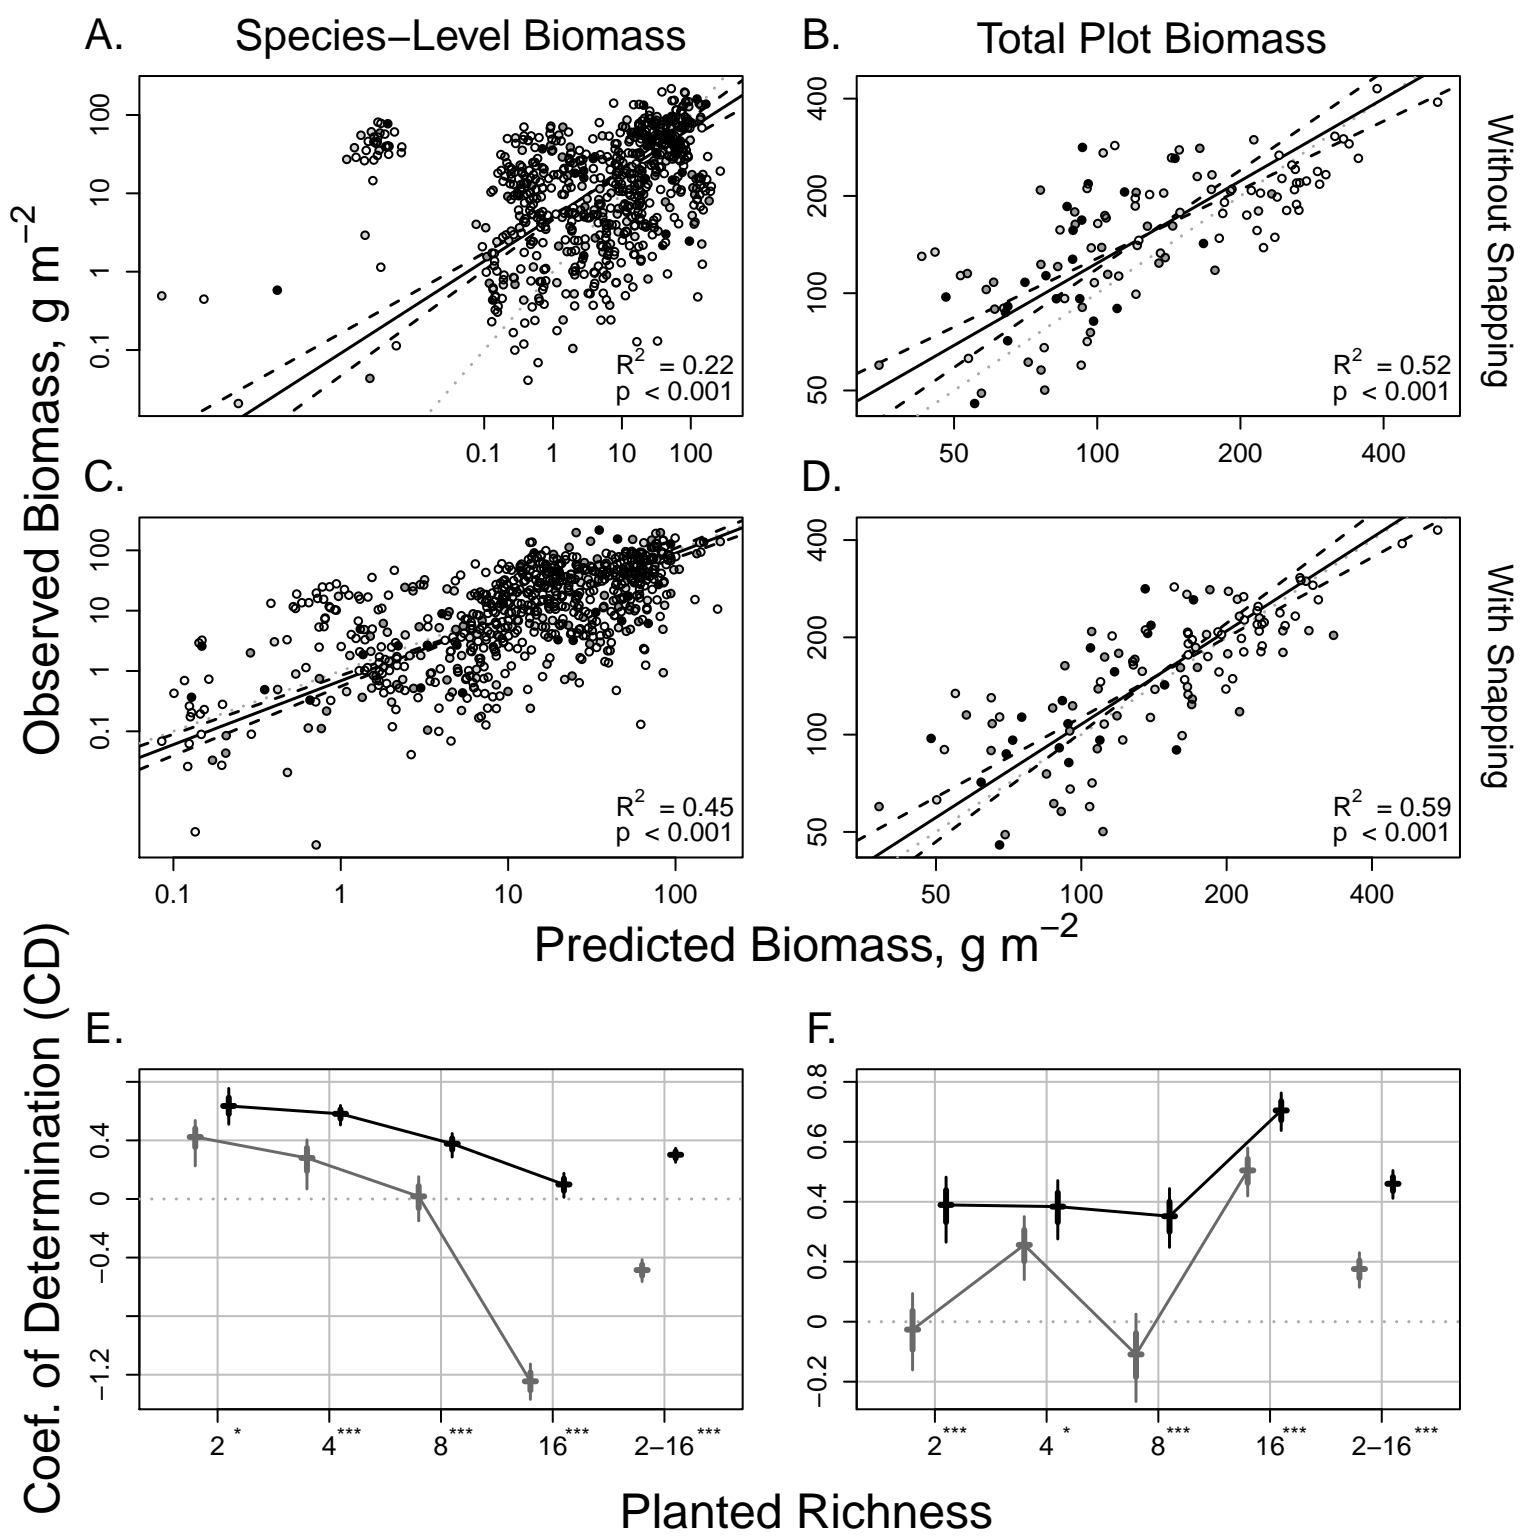 A. Species−Level Biomass B. Total Plot Biomass
100
10
1
0.1
R² = 0.22
p < 0.001
0.1 1 10 100
400
200
100
50
R² = 0.52
p < 0.001
50 100 200 400
Without Snapping
C.
100
10
1
0.1
R² = 0.45
p < 0.001
0.1 1 10 100
D.
400
200
100
50
R² = 0.59
p < 0.001
50 100 200 400
With Snapping
Observed Biomass, g m⁻²
Predicted Biomass, g m⁻²
E.
0.4
0
−0.4
−1.2
2 * 4 *** 8 *** 16 *** 2−16 ***
F.
0.8
0.6
0.4
0.2
0
−0.2
2 *** 4 * 8 *** 16 *** 2−16 ***
Coef. of Determination (CD)
Planted Richness